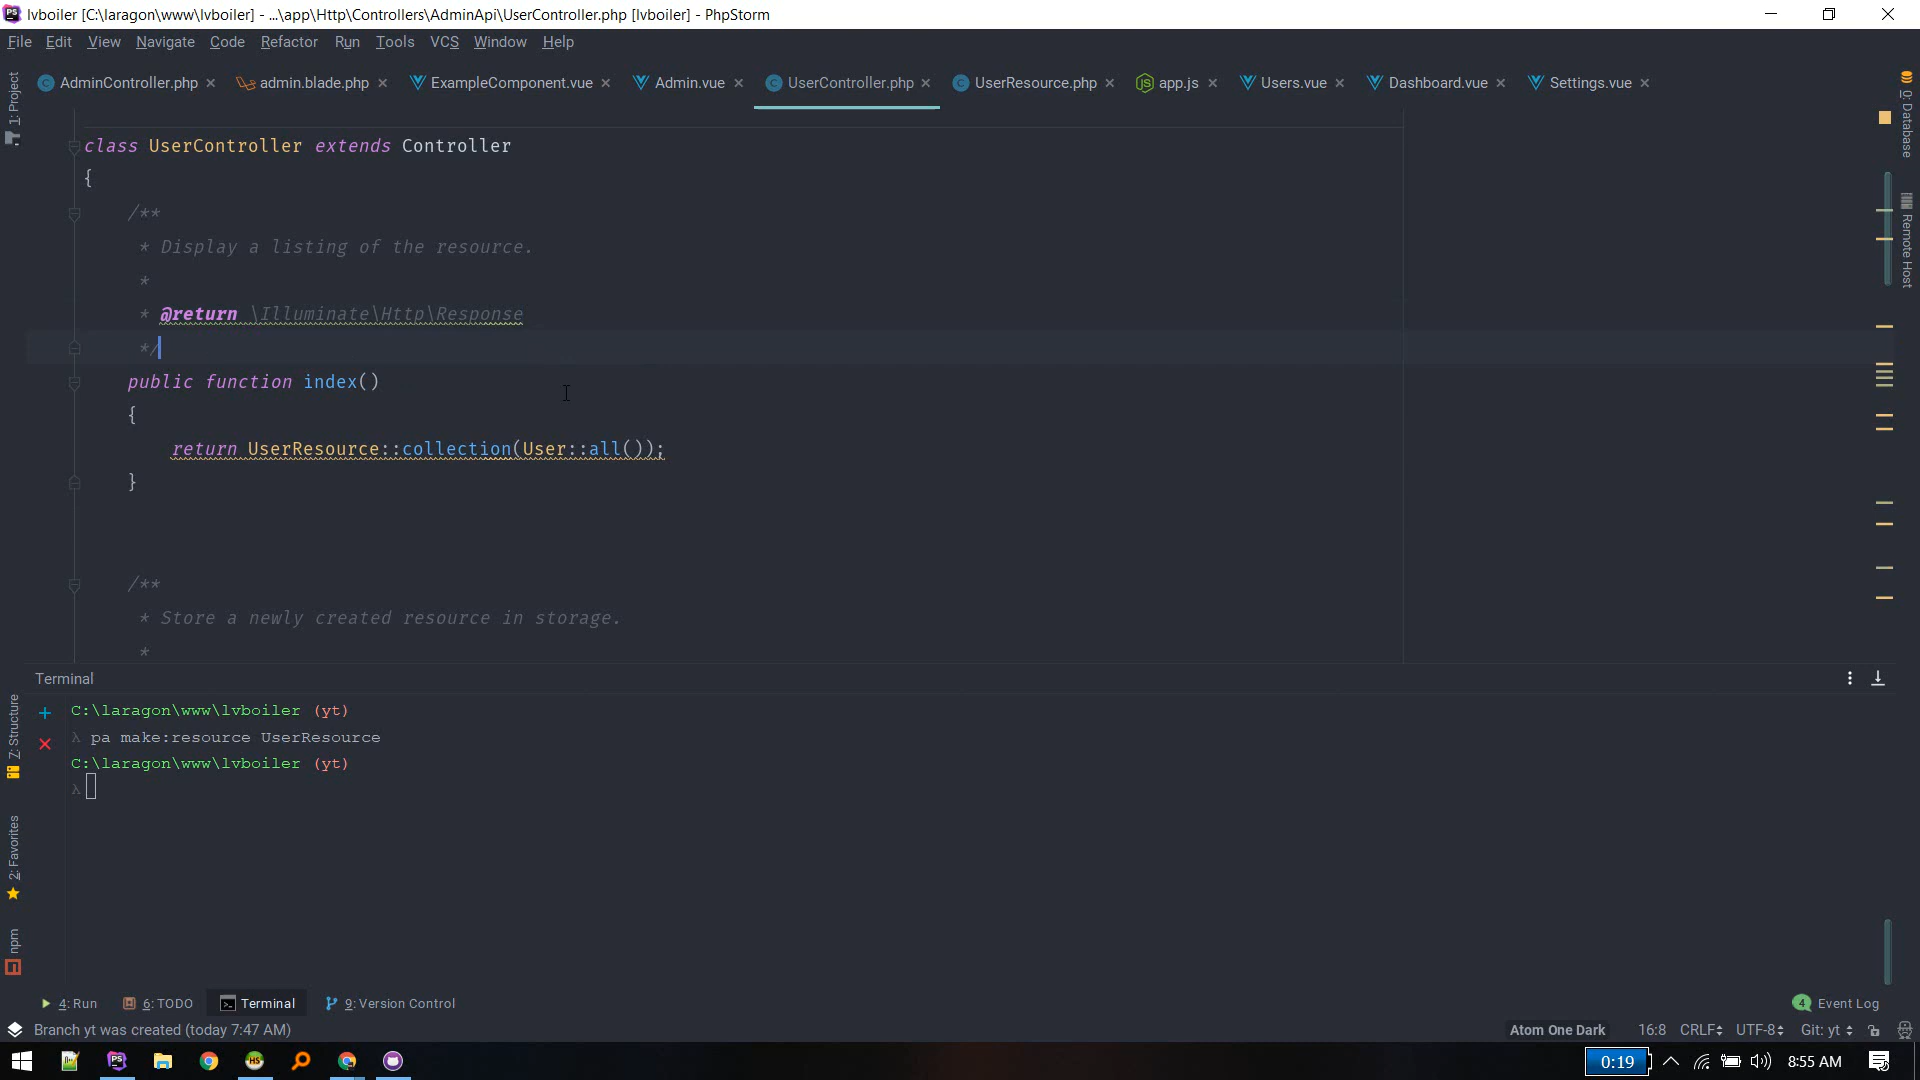 lvboiler [C:\laragon\www\lvboiler] - ...\app\Http\Controllers\AdminApi\UserController.php [lvboiler] - PhpStorm
File Edit View Navigate Code Refactor Run Tools VCS Window Help
AdminController.php admin.blade.php ExampleComponent.vue Admin.vue UserController.php UserResource.php app.js Users.vue Dashboard.vue Settings.vue
1: Project
0: Database
Remote Host
class UserController extends Controller
{
/**
* Display a listing of the resource.
*
* @return \Illuminate\Http\Response
*/
public function index()
{
return UserResource::collection(User::all());
}
/**
* Store a newly created resource in storage.
*
Z: Structure
2: Favorites
npm
Terminal
C:\laragon\www\lvboiler (yt)
λ pa make:resource UserResource
C:\laragon\www\lvboiler (yt)
λ
4: Run 6: TODO Terminal 9: Version Control 4 Event Log
Branch yt was created (today 7:47 AM) Atom One Dark 16:8 CRLF UTF-8 Git: yt
0:19 8:55 AM